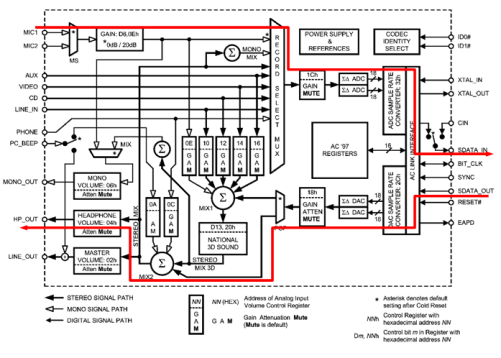 MIC1
MIC2
MS
GAIN: D6,0Eh
*0dB / 20dB
MONO
MIX
RECORD SELECT MUX
POWER SUPPLY
& REFERENCES
CODEC
IDENTITY
SELECT
ID0#
ID1#
AUX
VIDEO
CD
LINE_IN
PHONE
PC_BEEP
1Ch
GAIN
MUTE
ΣΔ ADC
ΣΔ ADC
18
18
ADC SAMPLE RATE
CONVERTER: 32h
AC LINK INTERFACE
XTAL_IN
XTAL_OUT
CIN
SDATA_IN
BIT_CLK
SYNC
SDATA_OUT
RESET#
EAPD
AC '97
REGISTERS
16
MIX
0E
10
12
14
16
G
A
M
MIX1
D13, 20h
NATIONAL
3D SOUND
STEREO
MIX 3D
STEREO MIX
0A
0C
G
A
M
G
A
M
MIX2
POP
18h
GAIN
ATTEN
MUTE
ΣΔ DAC
ΣΔ DAC
18
18
DAC SAMPLE RATE
CONVERTER: 2Ch
MONO_OUT
MONO
VOLUME: 06h
Atten Mute
HP_OUT
HEADPHONE
VOLUME: 04h
Atten Mute
LINE_OUT
MASTER
VOLUME: 02h
Atten Mute
STEREO SIGNAL PATH
MONO SIGNAL PATH
DIGITAL SIGNAL PATH
NN
G
A
M
NN (HEX)
Address of Analog Input
Volume Control Register
G A M
Gain Attenuation Mute
(Mute is default)
* Asterisk denotes default
setting after Cold Reset
NNh Control Register with
hexadecimal address NN
Dm, NNh Control bit m in Register with
hexadecimal address NN